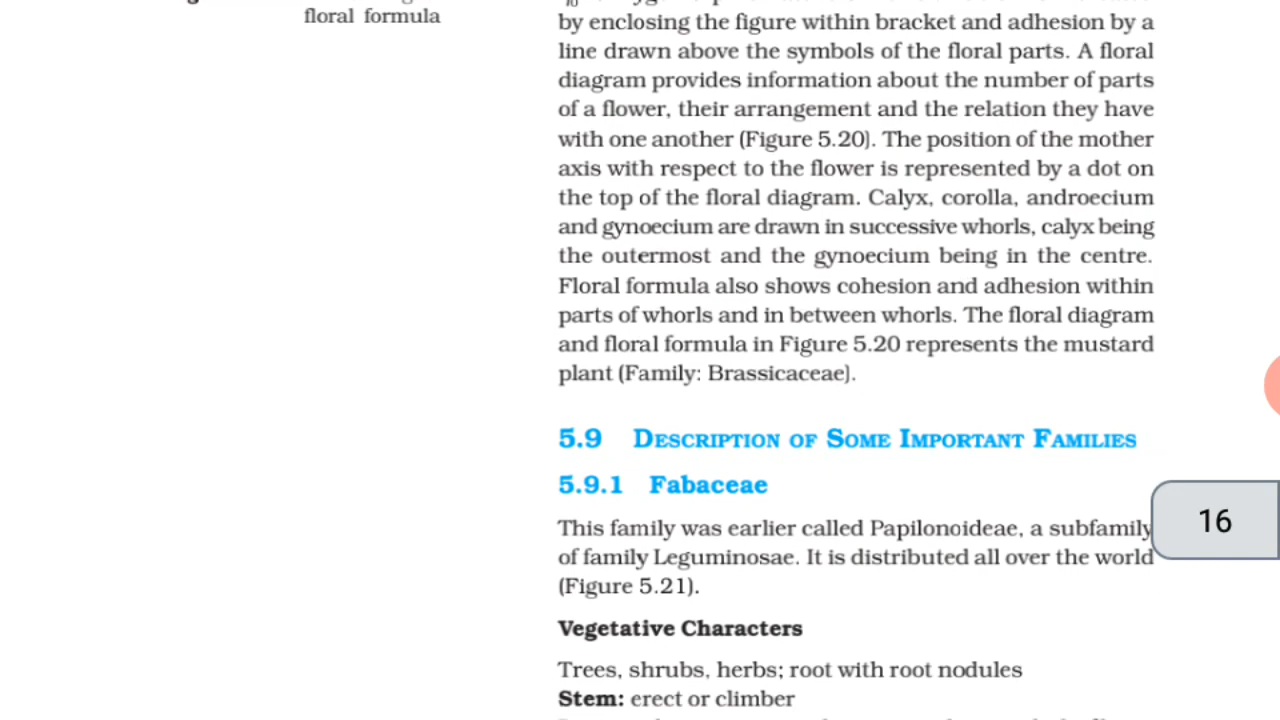 floral formula
by enclosing the figure within bracket and adhesion by a
line drawn above the symbols of the floral parts. A floral
diagram provides information about the number of parts
of a flower, their arrangement and the relation they have
with one another (Figure 5.20). The position of the mother
axis with respect to the flower is represented by a dot on
the top of the floral diagram. Calyx, corolla, androecium
and gynoecium are drawn in successive whorls, calyx being
the outermost and the gynoecium being in the centre.
Floral formula also shows cohesion and adhesion within
parts of whorls and in between whorls. The floral diagram
and floral formula in Figure 5.20 represents the mustard
plant (Family: Brassicaceae).
5.9 DESCRIPTION OF SOME IMPORTANT FAMILIES
5.9.1 Fabaceae
This family was earlier called Papilonoideae, a subfamily
16
of family Leguminosae. It is distributed all over the world
(Figure 5.21).
Vegetative Characters
Trees, shrubs, herbs; root with root nodules
Stem: erect or climber